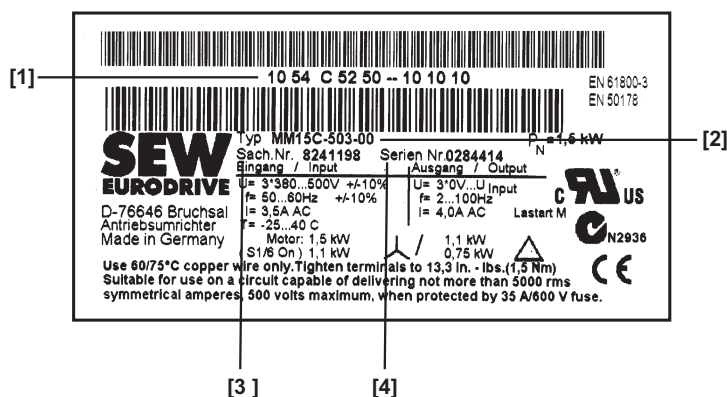 [1]
10 54 C 52 50 -- 10 10 10
EN 61800-3
EN 50178
[2]
Typ MM15C-503-00 PN =1,5 kW
SEW
EURODRIVE
Sach.Nr. 8241198 Serien Nr.0284414
Eingang / Input Ausgang / Output
U= 3*380...500V +/-10% U= 3*0V...U Input
f= 50...60Hz +/-10% f= 2...100Hz
I= 3,5A AC I= 4,0A AC Lastart M
T= -25...40 C
C US
N2936
CE
D-76646 Bruchsal
Antriebsumrichter
Made in Germany
Motor: 1,5 kW / 1,1 kW
(S1/6 On) 1,1 kW 0,75 kW
Use 60/75°C copper wire only.Tighten terminals to 13,3 in. - lbs.(1,5 Nm)
Suitable for use on a circuit capable of delivering not more than 5000 rms
symmetrical amperes, 500 volts maximum, when protected by 35 A/600 V fuse.
[3 ] [4]